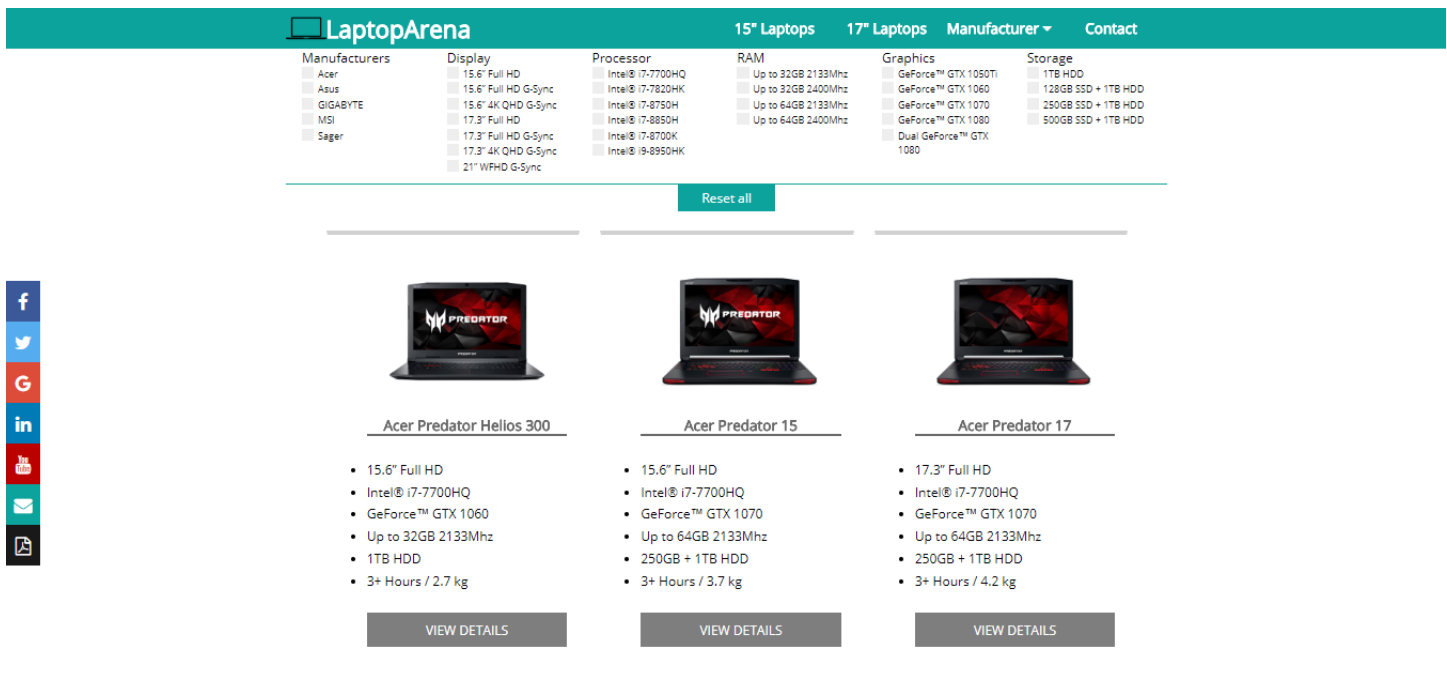 LaptopArena
15" Laptops 17" Laptops Manufacturer Contact
Manufacturers
Acer
Asus
GIGABYTE
MSI
Sager
Display
15.6" Full HD
15.6" Full HD G-Sync
15.6" 4K QHD G-Sync
17.3" Full HD
17.3" Full HD G-Sync
17.3" 4K QHD G-Sync
21" WFHD G-Sync
Processor
Intel® i7-7700HQ
Intel® i7-7820HK
Intel® i7-8750H
Intel® i7-8850H
Intel® i7-8700K
Intel® i9-8950HK
RAM
Up to 32GB 2133Mhz
Up to 32GB 2400Mhz
Up to 64GB 2133Mhz
Up to 64GB 2400Mhz
Graphics
GeForce™ GTX 1050Ti
GeForce™ GTX 1060
GeForce™ GTX 1070
GeForce™ GTX 1080
Dual GeForce™ GTX
1080
Storage
1TB HDD
128GB SSD + 1TB HDD
250GB SSD + 1TB HDD
500GB SSD + 1TB HDD
Reset all
f
G
in
You
Tube
PREDATOR
Acer Predator Helios 300
15.6" Full HD
Intel® i7-7700HQ
GeForce™ GTX 1060
Up to 32GB 2133Mhz
1TB HDD
3+ Hours / 2.7 kg
VIEW DETAILS
PREDATOR
Acer Predator 15
15.6" Full HD
Intel® i7-7700HQ
GeForce™ GTX 1070
Up to 64GB 2133Mhz
250GB + 1TB HDD
3+ Hours / 3.7 kg
VIEW DETAILS
Acer Predator 17
17.3" Full HD
Intel® i7-7700HQ
GeForce™ GTX 1070
Up to 64GB 2133Mhz
250GB + 1TB HDD
3+ Hours / 4.2 kg
VIEW DETAILS